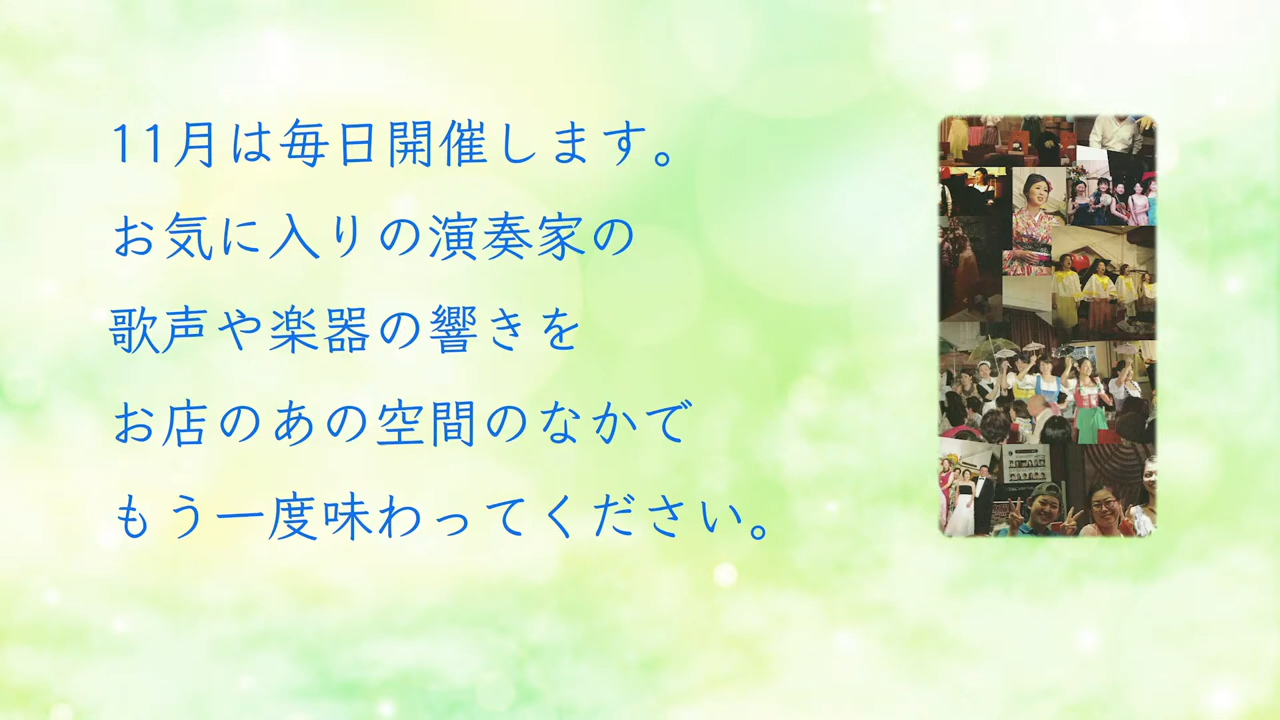 11月は毎日開催します。
お気に入りの演奏家の
歌声や楽器の響きを
お店のあの空間のなかで
もう一度味わってください。